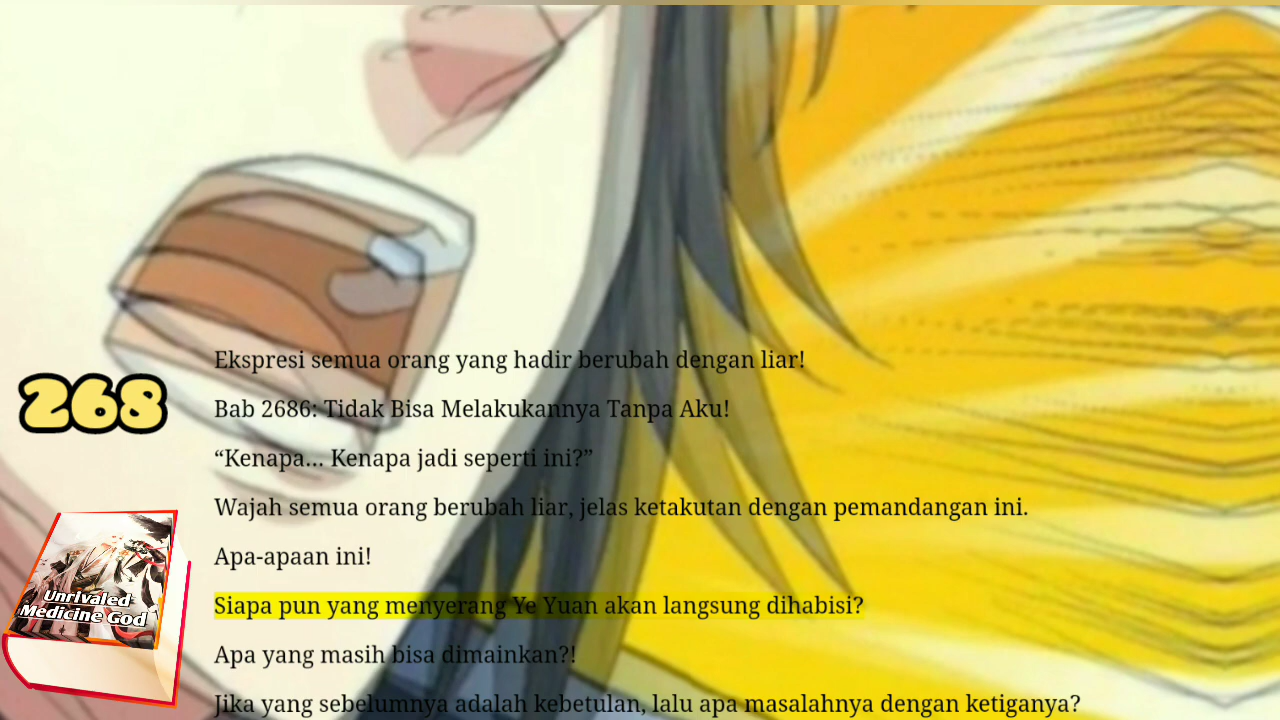 Ekspresi semua orang yang hadir berubah dengan liar!
268
Bab 2686: Tidak Bisa Melakukannya Tanpa Aku!
“Kenapa... Kenapa jadi seperti ini?”
Wajah semua orang berubah liar, jelas ketakutan dengan pemandangan ini.
Apa-apaan ini!
Unrivaled
Medicine God
Siapa pun yang menyerang Ye Yuan akan langsung dihabisi?
Apa yang masih bisa dimainkan?!
Jika yang sebelumnya adalah kebetulan, lalu apa masalahnya dengan ketiganya?